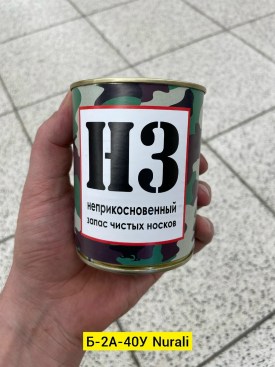 НЗ
неприкосновенный
запас чистых носков
Б-2А-40У Nurali